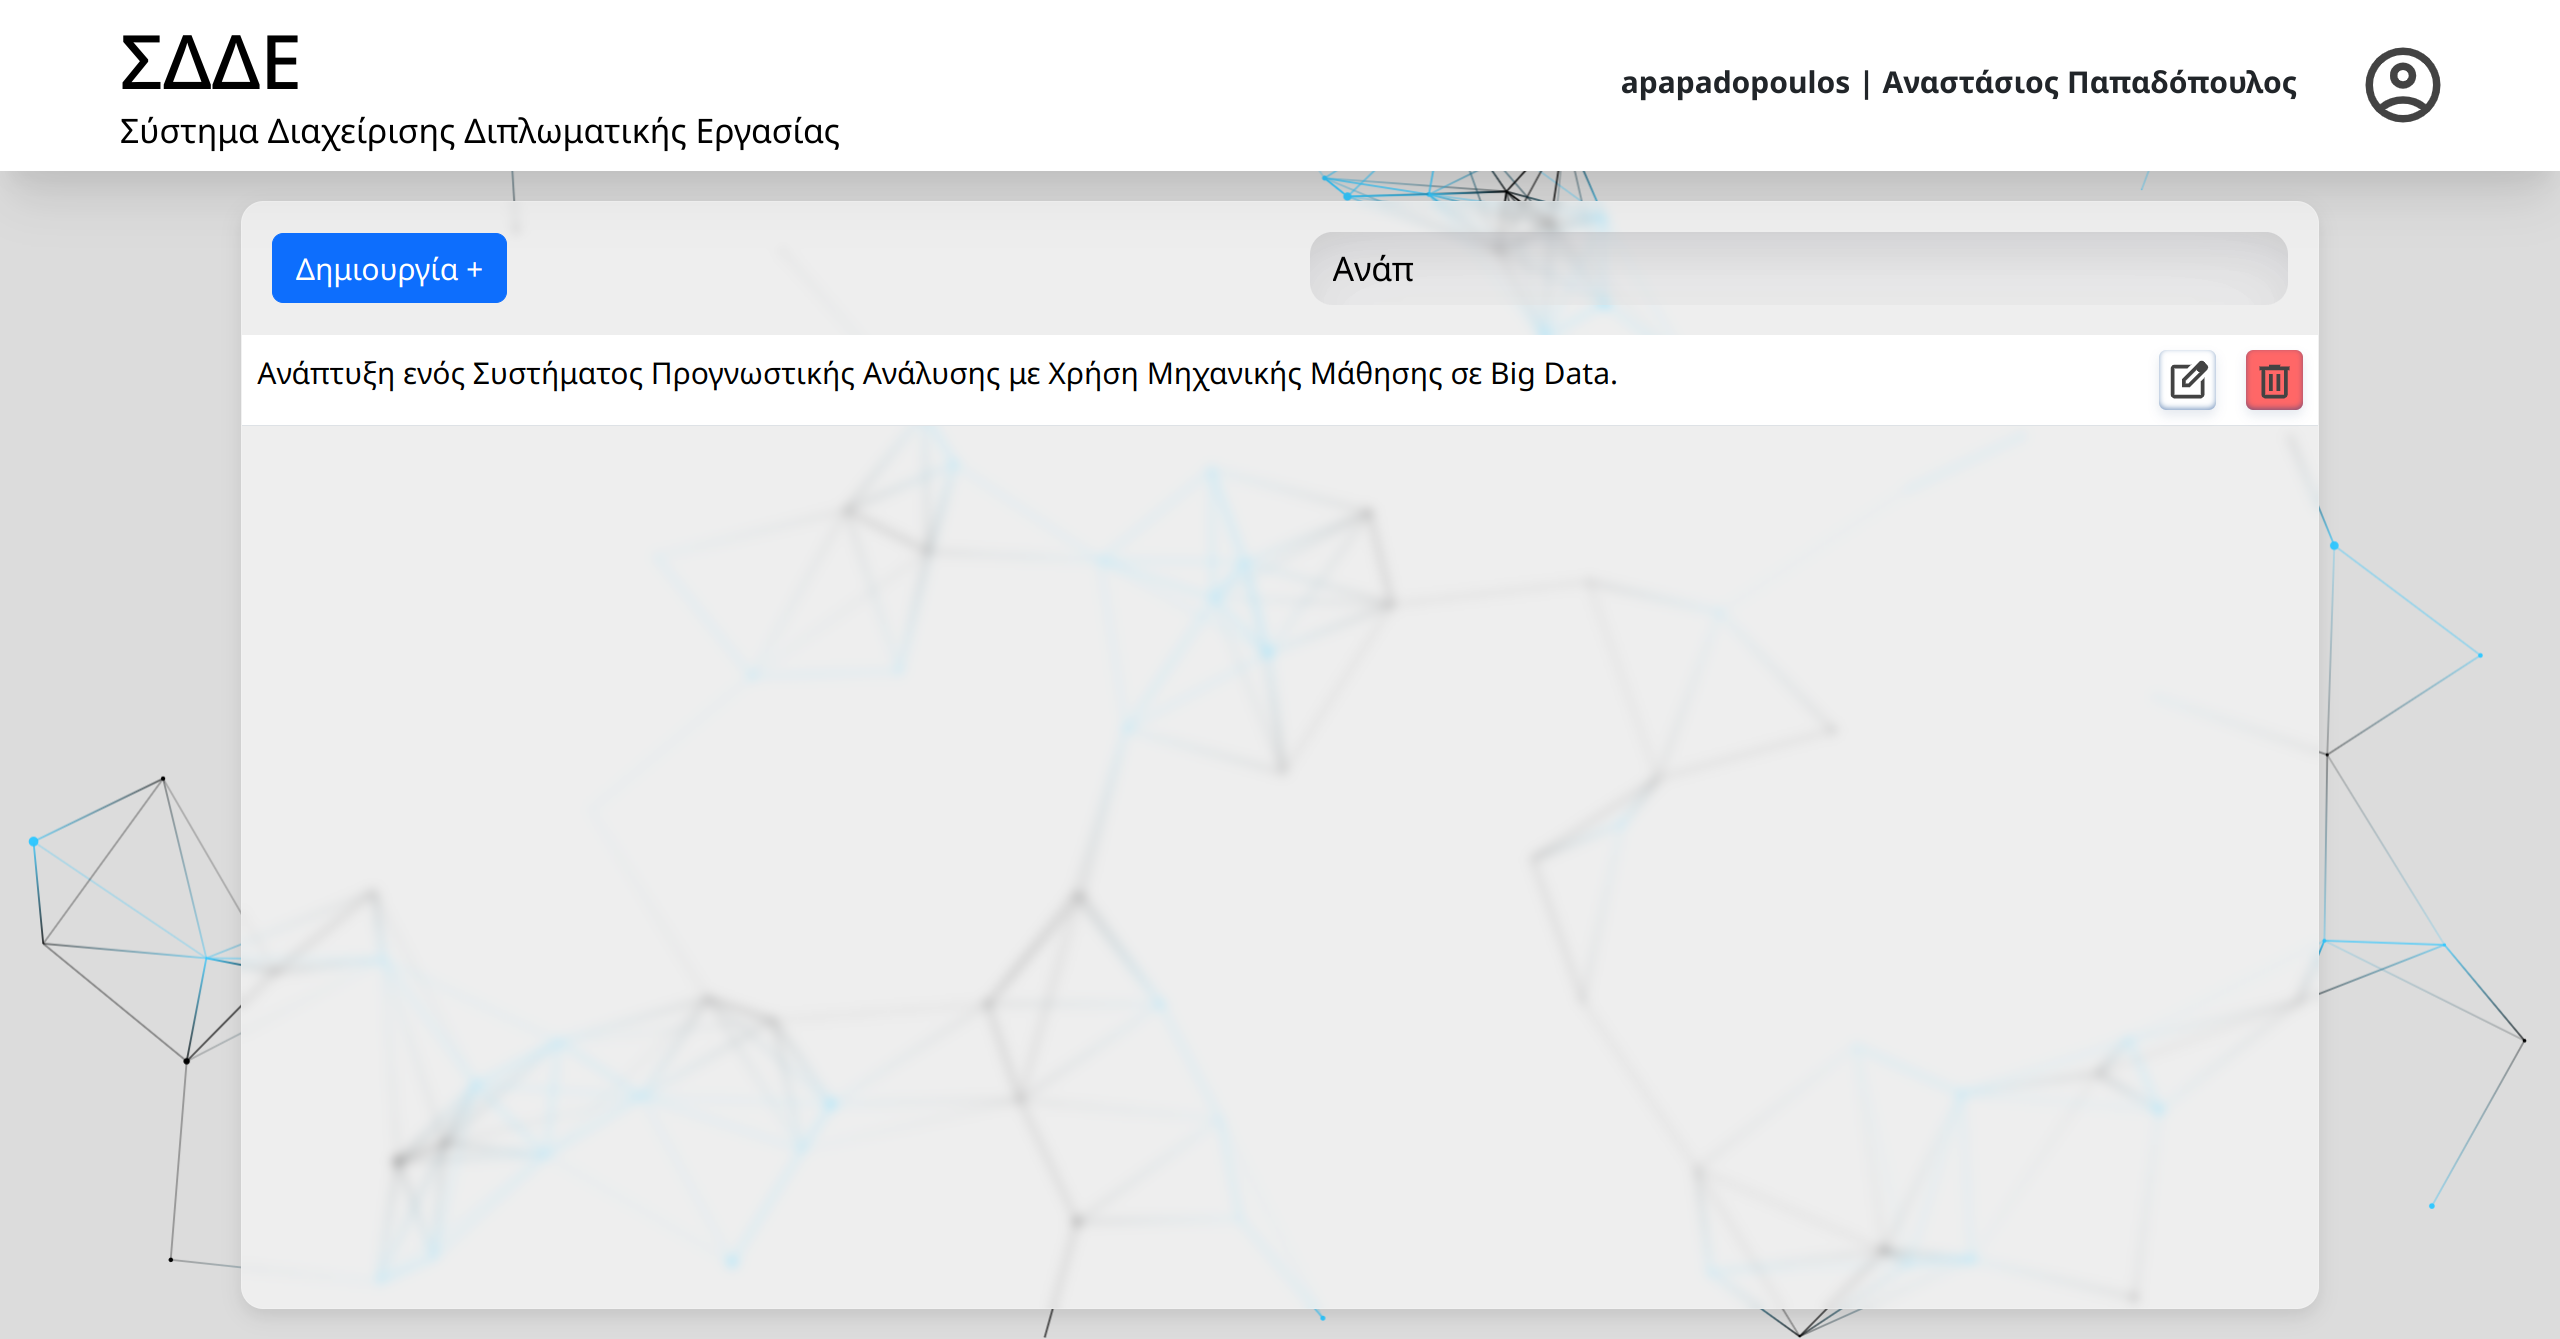 ΣΔΔΕ
Σύστημα Διαχείρισης Διπλωματικής Εργασίας
apapadopoulos | Αναστάσιος Παπαδόπουλος
Δημιουργία +
Ανάπ
Ανάπτυξη ενός Συστήματος Προγνωστικής Ανάλυσης με Χρήση Μηχανικής Μάθησης σε Big Data.